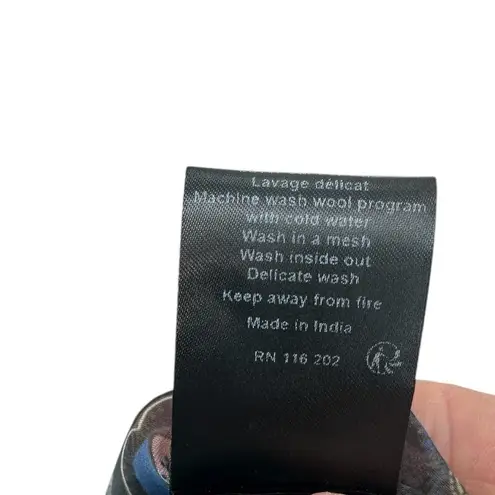 Lavage délicat
Machine wash wool program
with cold water
Wash in a mesh
Wash inside out
Delicate wash
Keep away from fire
Made in India
RN 116 202